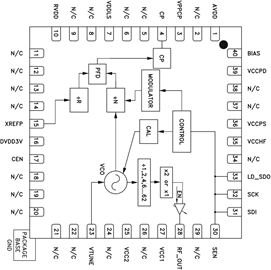 RVDD
N/C
N/C
VDDLS
N/C
N/C
CP
VPPCP
N/C
AVDD
10
9
8
7
6
5
4
3
2
1
N/C 11
N/C 12
N/C 13
N/C 14
XREFP 15
DVDD3V 16
CEN 17
N/C 18
N/C 19
N/C 20
40 BIAS
39 VCCPD
38 N/C
37 N/C
36 VCCPS
35 VCCHF
34 N/C
33 LD_SDO
32 SCK
31 SDI
CP
PFD
MODULATOR
÷R
÷N
CAL
CONTROL
VCO
÷1,2,4,6...62
x2
or x1
EN
21
22
23
24
25
26
27
28
29
30
N/C
N/C
VTUNE
N/C
VCC2
N/C
VCC1
RF_OUT
N/C
SEN
PACKAGE
BASE
GND